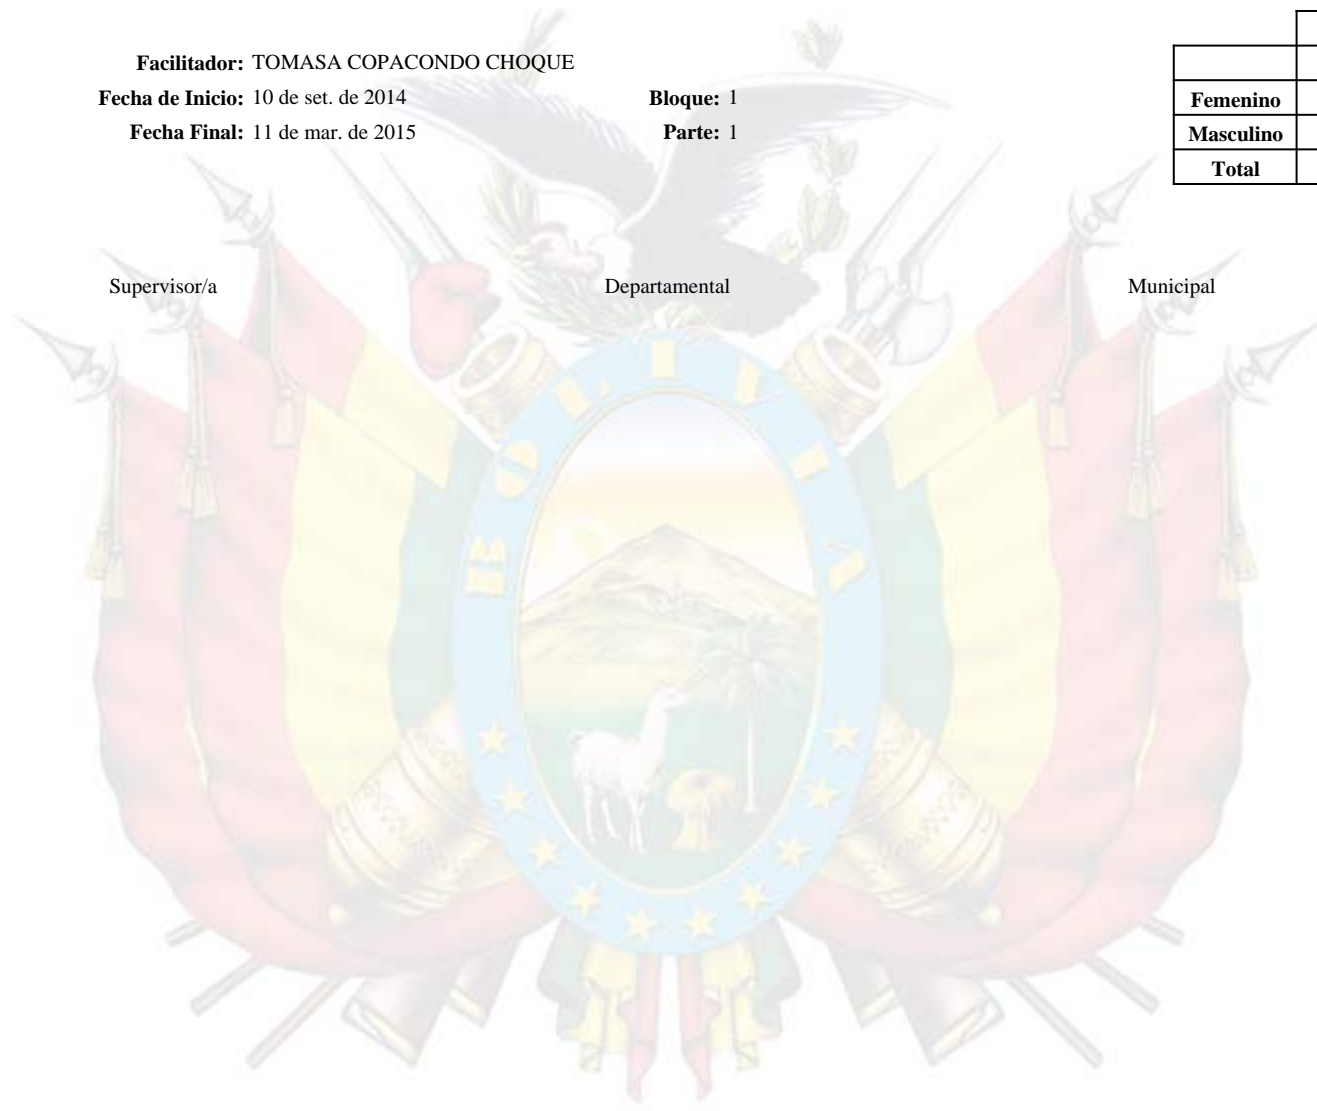 Facilitador: TOMASA COPACONDO CHOQUE
Fecha de Inicio: 10 de set. de 2014 Bloque: 1
Fecha Final: 11 de mar. de 2015 Parte: 1
Femenino
Masculino
Total
Supervisor/a Departamental Municipal
BOLIVIA